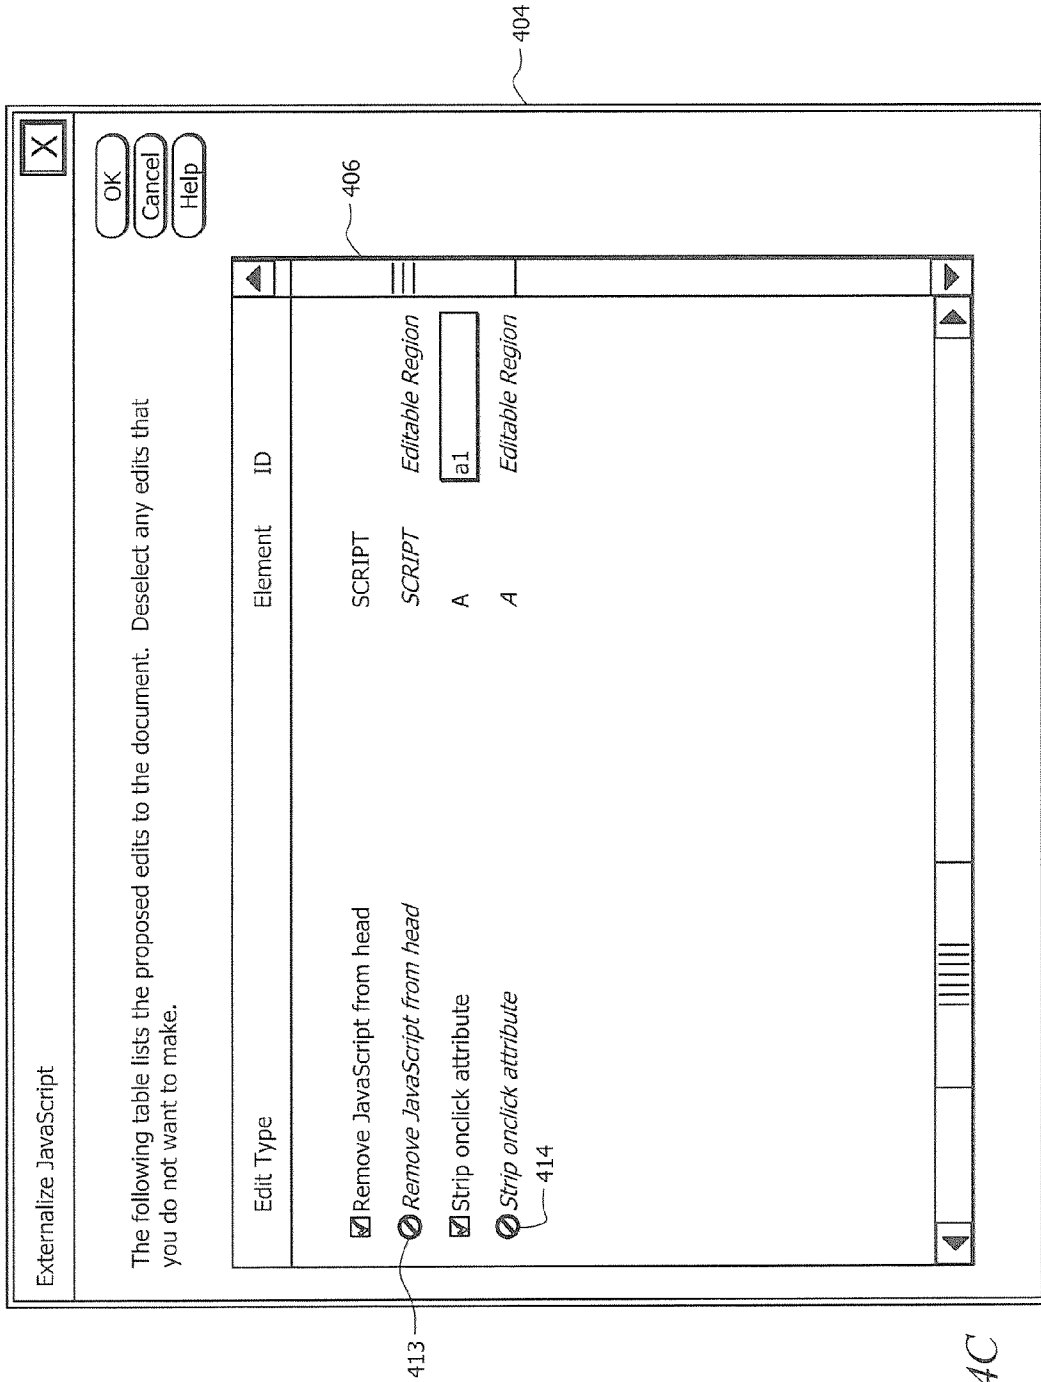 Externalize JavaScript
X
The following table lists the proposed edits to the document. Deselect any edits that
you do not want to make.
OK
Cancel
Help
Edit Type Element ID
Remove JavaScript from head SCRIPT
Remove JavaScript from head SCRIPT Editable Region
Strip onclick attribute A a1
Strip onclick attribute A Editable Region
413
414
406
404
4C